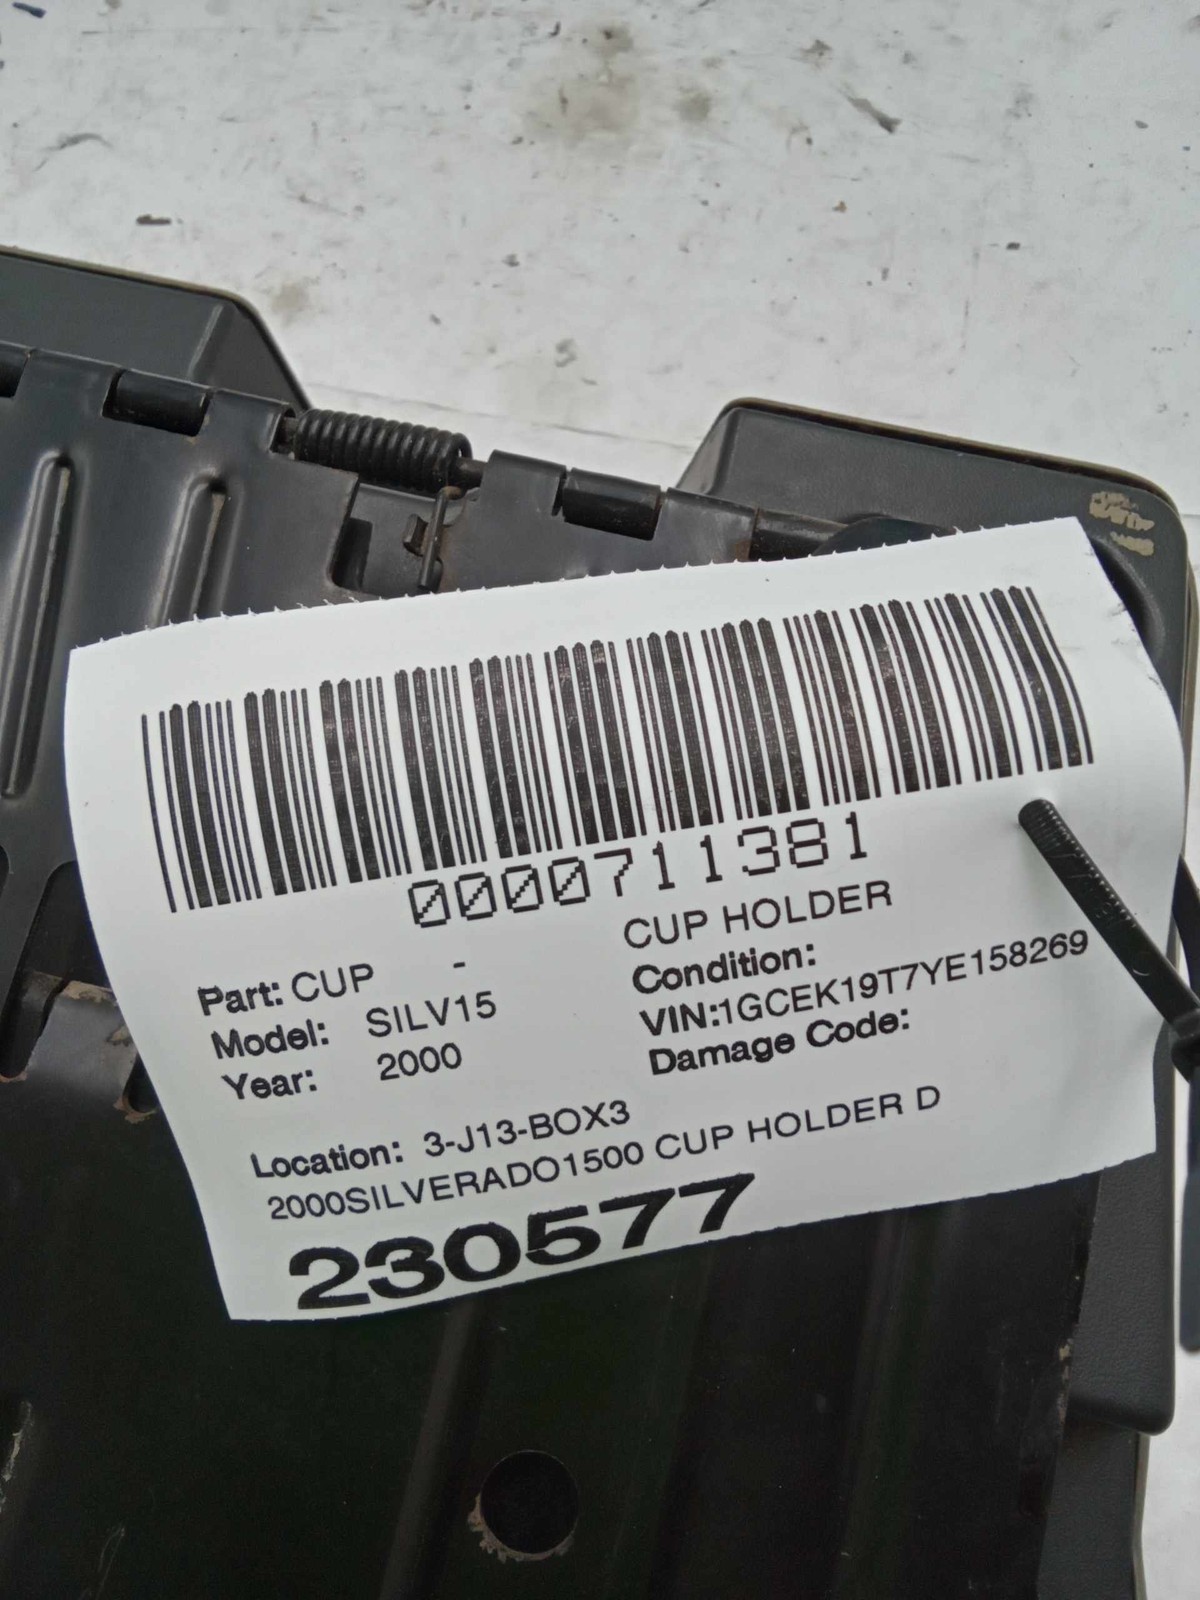 0000711381
CUP HOLDER
Part: CUP -
Condition:
Model: SILV15
VIN:1GCEK19T7YE158269
Year: 2000
Damage Code:
Location: 3-J13-BOX3
2000SILVERADO1500 CUP HOLDER D
230577